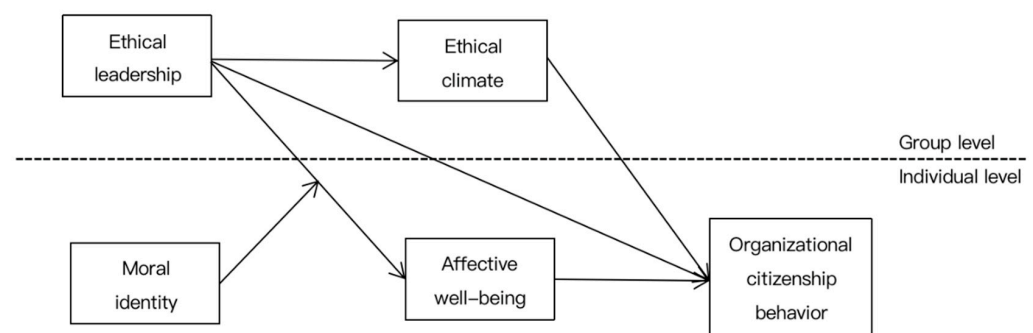 Ethical
leadership
Ethical
climate
Group level
Individual level
Moral
identity
Affective
well-being
Organizational
citizenship
behavior